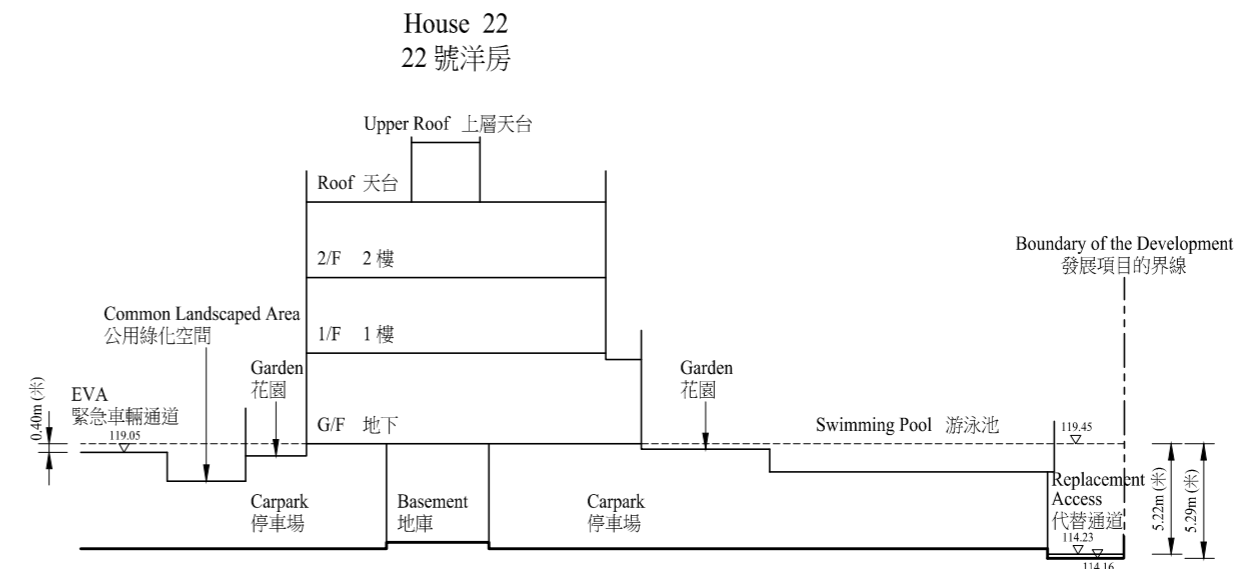 House 22
22 號洋房
Upper Roof 上層天台
Roof 天台
2/F 2 樓
Boundary of the Development
發展項目的界線
Common Landscaped Area
公用綠化空間
1/F 1 樓
Garden
花園
Garden
花園
0.40m (米)
EVA
緊急車輛通道
119.05
G/F 地下
Swimming Pool 游泳池
119.45
Carpark
停車場
Basement
地庫
Carpark
停車場
Replacement
Access
代替通道
114.23
114.16
5.22m (米)
5.29m (米)